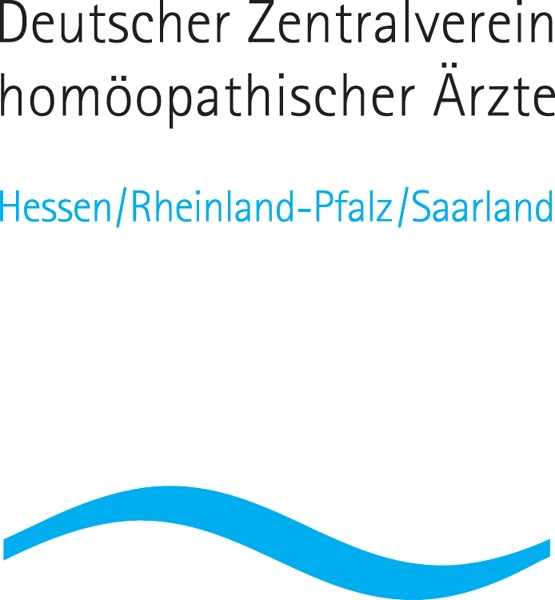 Deutscher Zentralverein
homöopathischer Ärzte
Hessen/Rheinland-Pfalz/Saarland